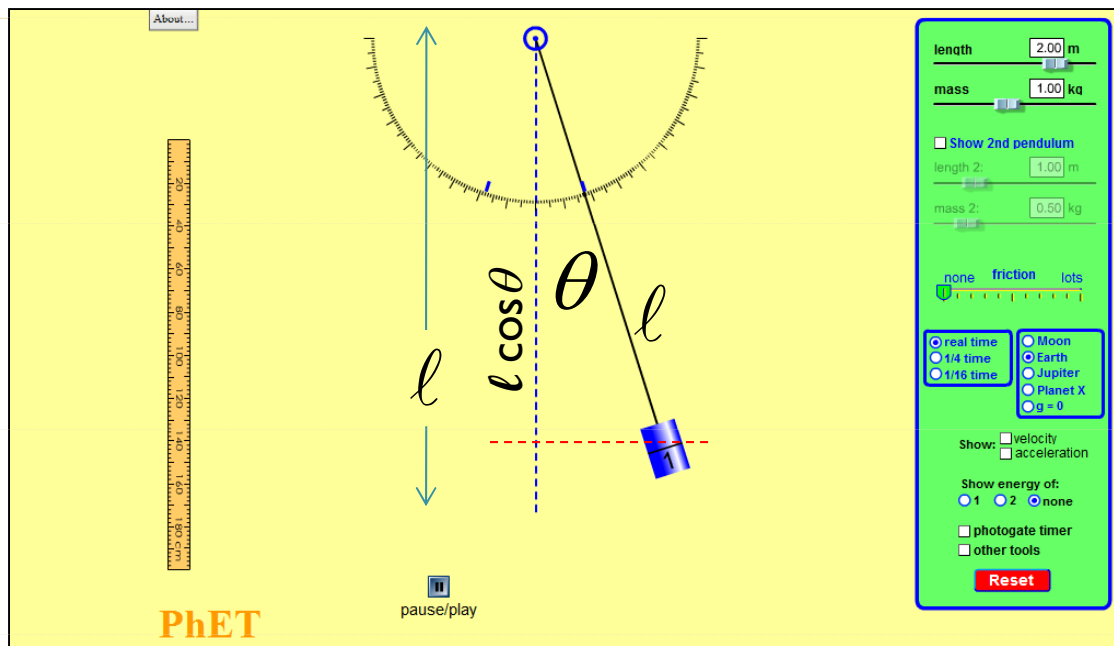 About...
length 2.00 m
mass 1.00 kg
Show 2nd pendulum
length 2: 1.00 m
mass 2: 0.50 kg
friction
none lots
real time
1/4 time
1/16 time
Moon
Earth
Jupiter
Planet X
g = 0
Show: velocity
acceleration
Show energy of:
1 2 none
photogate timer
other tools
Reset
20
40
60
80
100
120
140
160
180 cm
ℓ
ℓ cos θ
θ
ℓ
1
pause/play
PhET